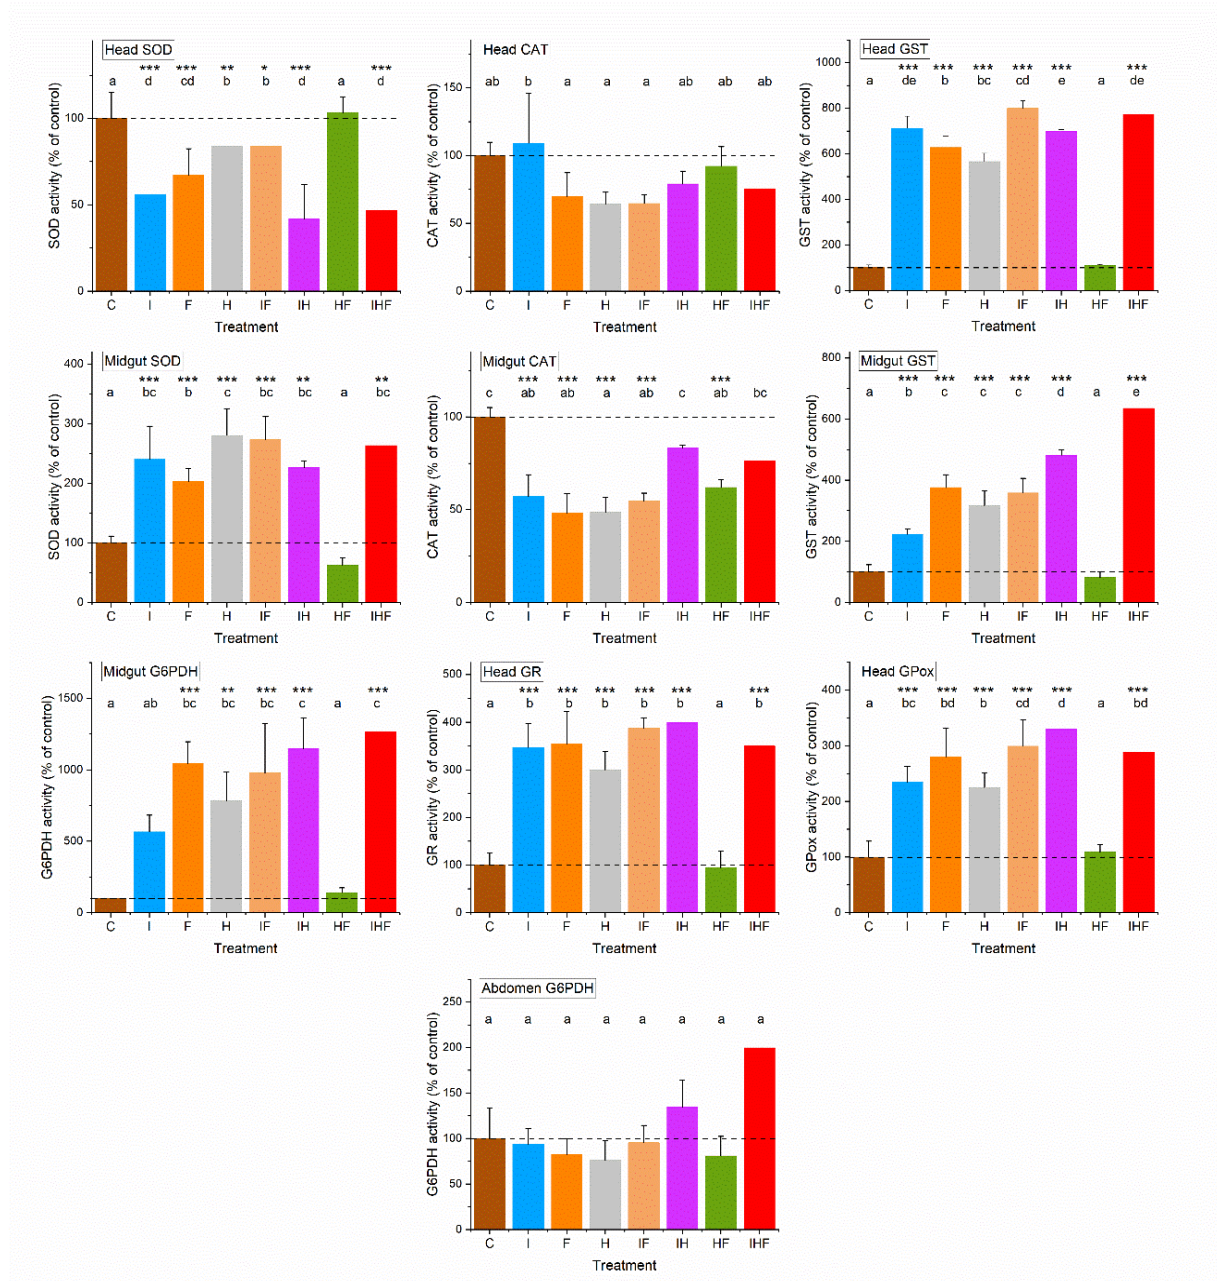 Head SOD
*** *** ** * *** ***
a d cd b b d a d
SOD activity (% of control)
100
50
0
C I F H IF IH HF IHF
Treatment
Head CAT
ab b a a a ab ab ab
CAT activity (% of control)
150
100
50
0
C I F H IF IH HF IHF
Treatment
Head GST
*** *** *** *** *** ***
a de b bc cd e a de
GST activity (% of control)
1000
800
600
400
200
0
C I F H IF IH HF IHF
Treatment
Midgut SOD
*** *** *** *** ** **
a bc b c bc bc a bc
SOD activity (% of control)
400
300
200
100
0
C I F H IF IH HF IHF
Treatment
Midgut CAT
*** *** *** *** ***
c ab ab a ab c ab bc
CAT activity (% of control)
100
50
0
C I F H IF IH HF IHF
Treatment
Midgut GST
*** *** *** *** *** ***
a b c c c d a e
GST activity (% of control)
800
600
400
200
0
C I F H IF IH HF IHF
Treatment
Midgut G6PDH
*** ** *** *** ***
a ab bc bc bc c a c
G6PDH activity (% of control)
1500
1000
500
0
C I F H IF IH HF IHF
Treatment
Head GR
*** *** *** *** *** ***
a b b b b b a b
GR activity (% of control)
500
400
300
200
100
0
C I F H IF IH HF IHF
Treatment
Head GPox
*** *** *** *** *** ***
a bc bd b cd d a bd
GPox activity (% of control)
400
300
200
100
0
C I F H IF IH HF IHF
Treatment
Abdomen G6PDH
a a a a a a a a
G6PDH activity (% of control)
250
200
150
100
50
0
C I F H IF IH HF IHF
Treatment